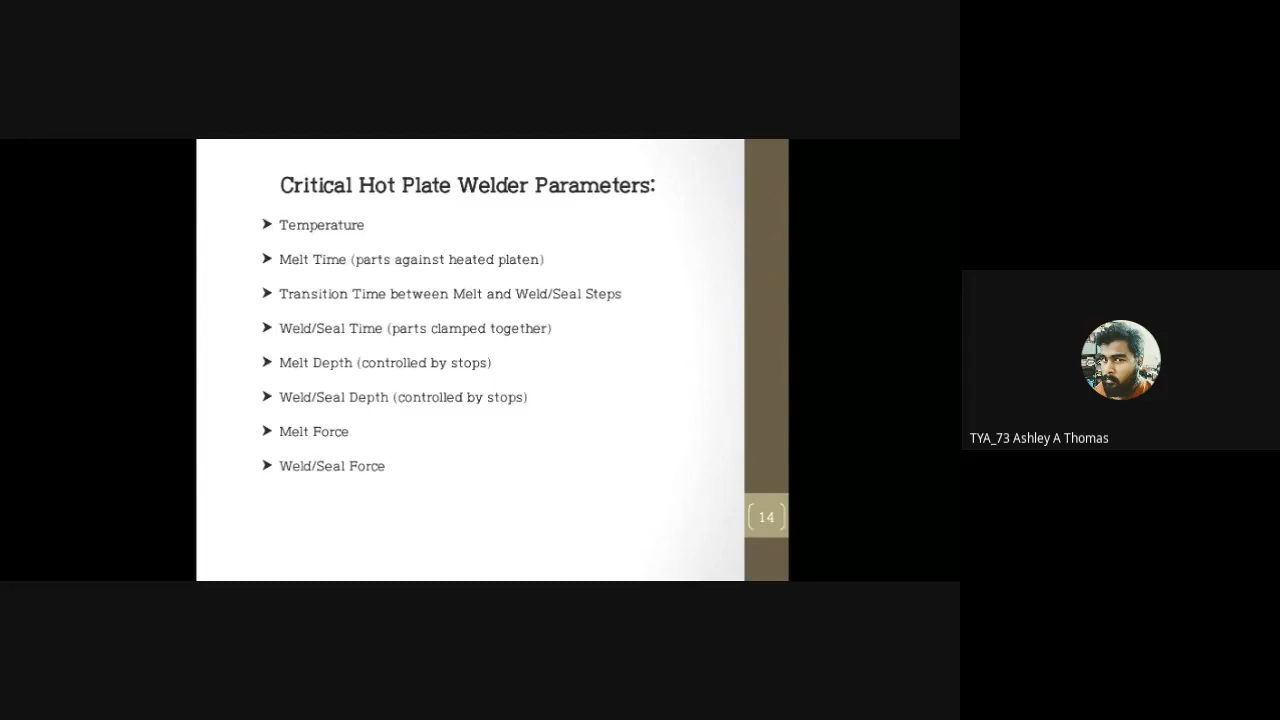 Critical Hot Plate Welder Parameters:
➤ Temperature
➤ Melt Time (parts against heated platen)
➤ Transition Time between Melt and Weld/Seal Steps
➤ Weld/Seal Time (parts clamped together)
➤ Melt Depth (controlled by stops)
➤ Weld/Seal Depth (controlled by stops)
➤ Melt Force
➤ Weld/Seal Force
14
TYA_73 Ashley A Thomas